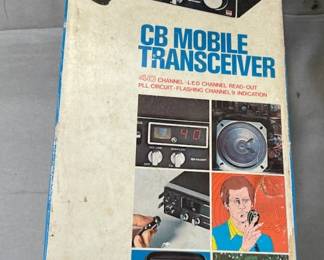 CB MOBILE
TRANSCEIVER
40 CHANNEL · L.E.D CHANNEL READ-OUT
PLL CIRCUIT · FLASHING CHANNEL 9 INDICATION
40